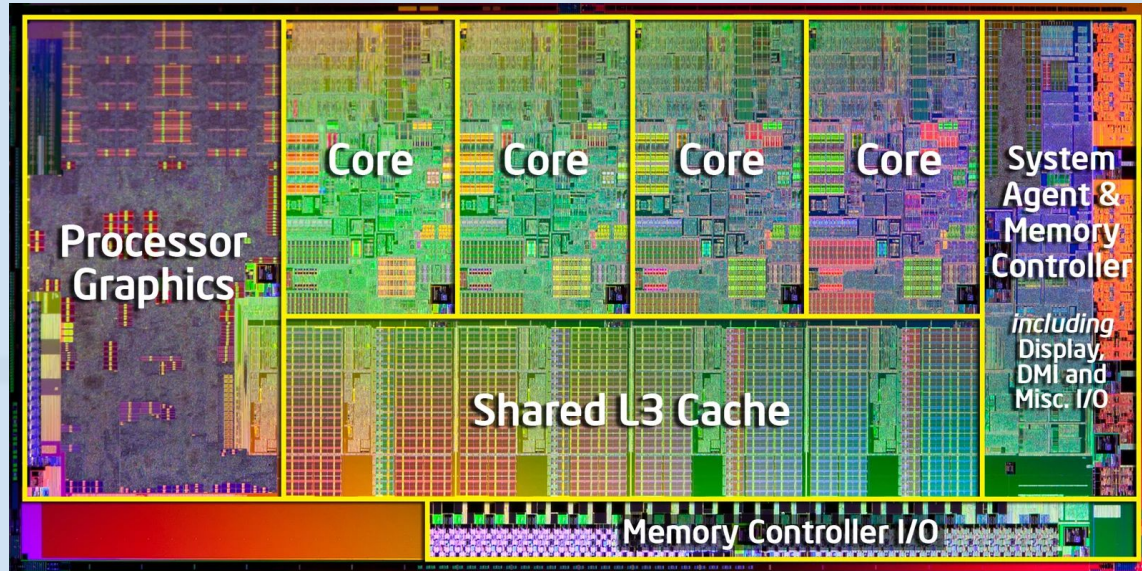 Processor
Graphics
Core
Core
Core
Core
System
Agent &
Memory
Controller
including
Display,
DMI and
Misc. I/O
Shared L3 Cache
Memory Controller I/O